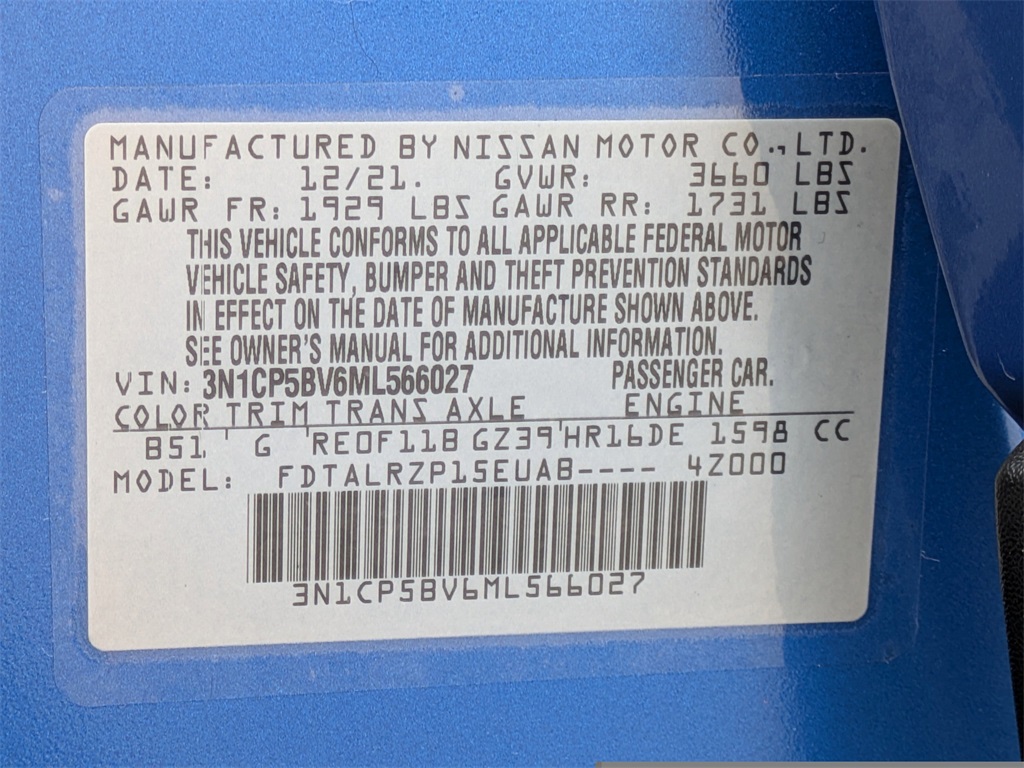 MANUFACTURED BY NISSAN MOTOR CO., LTD.
DATE: 12/21. GVWR: 3660 LBS
GAWR FR: 1929 LBS GAWR RR: 1731 LBS
THIS VEHICLE CONFORMS TO ALL APPLICABLE FEDERAL MOTOR
VEHICLE SAFETY, BUMPER AND THEFT PREVENTION STANDARDS
IN EFFECT ON THE DATE OF MANUFACTURE SHOWN ABOVE.
SEE OWNER'S MANUAL FOR ADDITIONAL INFORMATION.
VIN: 3N1CP5BV6ML566027 PASSENGER CAR.
COLOR TRIM TRANS AXLE ENGINE
B51 ' G 'RE0F11B GZ39'HR16DE 1598 CC
MODEL: FDTALRZP15EUAB---- 4Z000
3N1CP5BV6ML566027